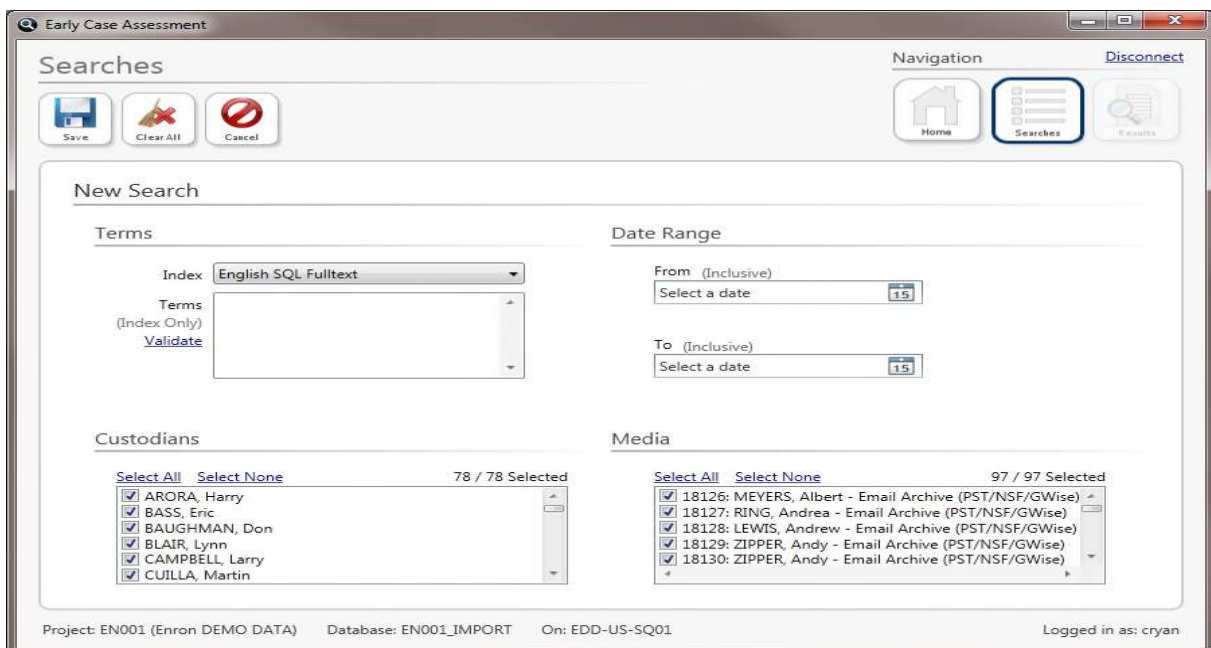 Early Case Assessment
Searches
Navigation
Disconnect
Save
Clear All
Cancel
Home
Searches
Results
New Search
Terms
Index
English SQL Fulltext
Terms
(Index Only)
Validate
Date Range
From (Inclusive)
Select a date
15
To (Inclusive)
Select a date
15
Custodians
Select All Select None 78 / 78 Selected
ARORA, Harry
BASS, Eric
BAUGHMAN, Don
BLAIR, Lynn
CAMPBELL, Larry
CUILLA, Martin
Media
Select All Select None 97 / 97 Selected
18126: MEYERS, Albert - Email Archive (PST/NSF/GWise)
18127: RING, Andrea - Email Archive (PST/NSF/GWise)
18128: LEWIS, Andrew - Email Archive (PST/NSF/GWise)
18129: ZIPPER, Andy - Email Archive (PST/NSF/GWise)
18130: ZIPPER, Andy - Email Archive (PST/NSF/GWise)
Project: EN001 (Enron DEMO DATA) Database: EN001_IMPORT On: EDD-US-SQ01 Logged in as: cryan